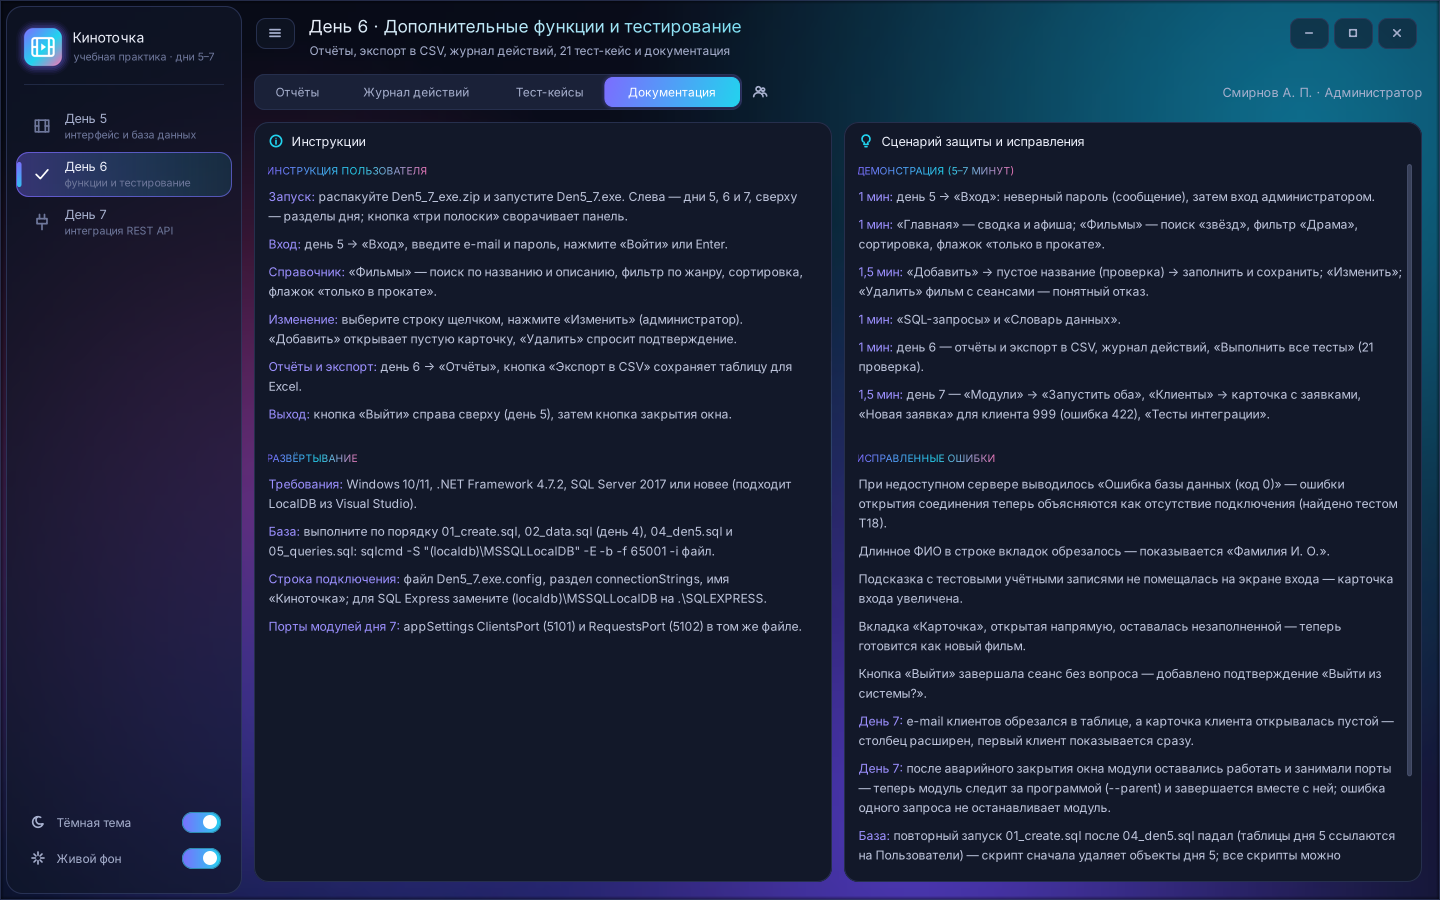 Киноточка
учебная практика · дни 5–7
День 5
интерфейс и база данных
День 6
функции и тестирование
День 7
интеграция REST API
Тёмная тема
Живой фон
День 6 · Дополнительные функции и тестирование
Отчёты, экспорт в CSV, журнал действий, 21 тест-кейс и документация
Отчёты
Журнал действий
Тест-кейсы
Документация
Смирнов А. П. · Администратор
Инструкции
ИНСТРУКЦИЯ ПОЛЬЗОВАТЕЛЯ
Запуск: распакуйте Den5_7_exe.zip и запустите Den5_7.exe. Слева — дни 5, 6 и 7, сверху
— разделы дня; кнопка «три полоски» сворачивает панель.
Вход: день 5 → «Вход», введите e-mail и пароль, нажмите «Войти» или Enter.
Справочник: «Фильмы» — поиск по названию и описанию, фильтр по жанру, сортировка,
флажок «только в прокате».
Изменение: выберите строку щелчком, нажмите «Изменить» (администратор).
«Добавить» открывает пустую карточку, «Удалить» спросит подтверждение.
Отчёты и экспорт: день 6 → «Отчёты», кнопка «Экспорт в CSV» сохраняет таблицу для
Excel.
Выход: кнопка «Выйти» справа сверху (день 5), затем кнопка закрытия окна.
РАЗВЁРТЫВАНИЕ
Требования: Windows 10/11, .NET Framework 4.7.2, SQL Server 2017 или новее (подходит
LocalDB из Visual Studio).
База: выполните по порядку 01_create.sql, 02_data.sql (день 4), 04_den5.sql и
05_queries.sql: sqlcmd -S "(localdb)\MSSQLLocalDB" -E -b -f 65001 -i файл.
Строка подключения: файл Den5_7.exe.config, раздел connectionStrings, имя
«Киноточка»; для SQL Express замените (localdb)\MSSQLLocalDB на .\SQLEXPRESS.
Порты модулей дня 7: appSettings ClientsPort (5101) и RequestsPort (5102) в том же файле.
Сценарий защиты и исправления
ДЕМОНСТРАЦИЯ (5–7 МИНУТ)
1 мин: день 5 → «Вход»: неверный пароль (сообщение), затем вход администратором.
1 мин: «Главная» — сводка и афиша; «Фильмы» — поиск «звёзд», фильтр «Драма»,
сортировка, флажок «только в прокате».
1,5 мин: «Добавить» → пустое название (проверка) → заполнить и сохранить; «Изменить»;
«Удалить» фильм с сеансами — понятный отказ.
1 мин: «SQL-запросы» и «Словарь данных».
1 мин: день 6 — отчёты и экспорт в CSV, журнал действий, «Выполнить все тесты» (21
проверка).
1,5 мин: день 7 — «Модули» → «Запустить оба», «Клиенты» → карточка с заявками,
«Новая заявка» для клиента 999 (ошибка 422), «Тесты интеграции».
ИСПРАВЛЕННЫЕ ОШИБКИ
При недоступном сервере выводилось «Ошибка базы данных (код 0)» — ошибки
открытия соединения теперь объясняются как отсутствие подключения (найдено тестом
T18).
Длинное ФИО в строке вкладок обрезалось — показывается «Фамилия И. О.».
Подсказка с тестовыми учётными записями не помещалась на экране входа — карточка
входа увеличена.
Вкладка «Карточка», открытая напрямую, оставалась незаполненной — теперь
готовится как новый фильм.
Кнопка «Выйти» завершала сеанс без вопроса — добавлено подтверждение «Выйти из
системы?».
День 7: e-mail клиентов обрезался в таблице, а карточка клиента открывалась пустой —
столбец расширен, первый клиент показывается сразу.
День 7: после аварийного закрытия окна модули оставались работать и занимали порты
— теперь модуль следит за программой (--parent) и завершается вместе с ней; ошибка
одного запроса не останавливает модуль.
База: повторный запуск 01_create.sql после 04_den5.sql падал (таблицы дня 5 ссылаются
на Пользователи) — скрипт сначала удаляет объекты дня 5; все скрипты можно